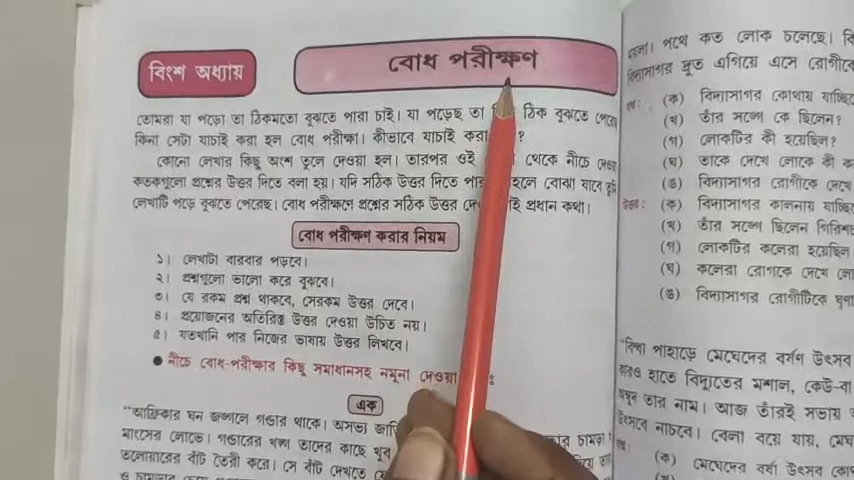 বিংশ অধ্যায়
বোধ পরীক্ষণ
তোমরা যা পড়ো তা ঠিকমতো বুঝতে পারা চাই। যা পড়েছ তা ঠিক বুঝতে পেরেছ
কিনা সেটা যাচাই করা হল বোধ পরীক্ষা। কীভাবে যাচাই করা ?
কোনো লেখার কিছু অংশ তুলে দেওয়া হল। তারপর ওই থেকে নীচে দেওয়া
কতকগুলো প্রশ্নের উত্তর দিতে বলা হয়। যদি সঠিক উত্তর দিতে হলে বোঝা যাবে তুমি
লেখাটি পড়ে বুঝতে পেরেছ। বোধ পরীক্ষণে প্রশ্নের সঠিক উত্তর প্রধান কথা।
বোধ পরীক্ষণ করার নিয়ম
১। লেখাটা বারবার পড়বে।
২। প্রশ্নগুলো ভালো করে বুঝবে।
৩। যে রকম প্রশ্ন থাকবে, সেরকম উত্তর দেবে।
৪। প্রয়োজনের অতিরিক্ত উত্তর দেওয়া উচিত নয়।
৫। যতখানি পার নিজের ভাষায় উত্তর লিখবে।
● নীচে বোধ-পরীক্ষার কিছু সমাধানসহ নমুনা
এক
"আফ্রিকার ঘন জঙ্গলে গন্ডার থাকে। অসভ্য চামড়া
মাংসের লোভে। গন্ডারের খড়্গ তাদের কাছে খুব
তলোয়ারের বাঁট তৈরী করে। সে বাঁট দেখতে
পথে কত লোক চলেছে।
বিদ্যাসাগর দ্রুত এগিয়ে এসে রোগীকে
(ক) বিদ্যাসাগর কোথায়
(খ) তাঁর সঙ্গে কে ছিলেন?
(গ) লোকটির কী হয়েছিল?
(ঘ) তাকে দেখে লোকে কী
(ঙ) বিদ্যাসাগর রোগীকে দেখে
উত্তর: (ক) বিদ্যাসাগর কালনায়
(খ) তাঁর সঙ্গে ছিলেন
(গ) লোকটির কলেরা হয়েছিল
(ঘ) কলেরা রোগকে দেখে
(ঙ) বিদ্যাসাগর রোগীটিকে
পাহাড়ে মেঘেদের বর্ষণ উৎসব
কারও হাতে বিদ্যুতের মশাল, কেউ-বা
তার নাম। আজ তাঁরই সভায়
উৎসবে নাচবে। বেলা বয়ে যায়,
(ক) মেঘেদের বর্ষা উৎসব